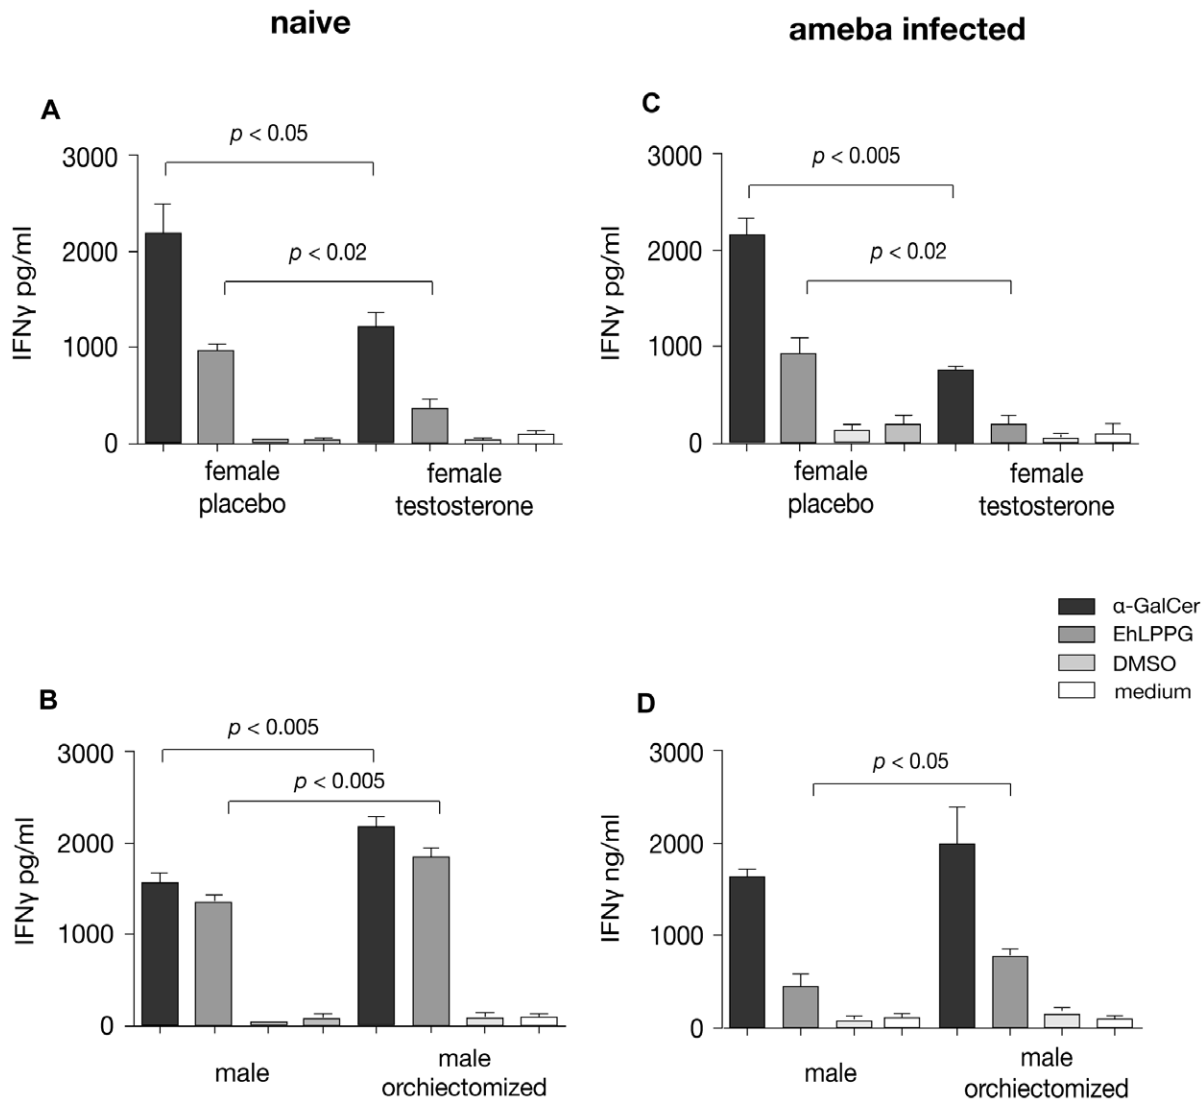 naive
ameba infected
A
p < 0.05
3000
2000
1000
0
IFNγ pg/ml
p < 0.02
female
placebo
female
testosterone
C
p < 0.005
3000
2000
1000
0
IFNγ pg/ml
p < 0.02
female
placebo
female
testosterone
α-GalCer
EhLPPG
DMSO
medium
B
p < 0.005
3000
2000
1000
0
IFNγ pg/ml
p < 0.005
male
male
orchiectomized
D
p < 0.05
3000
2000
1000
0
IFNγ ng/ml
male
male
orchiectomized